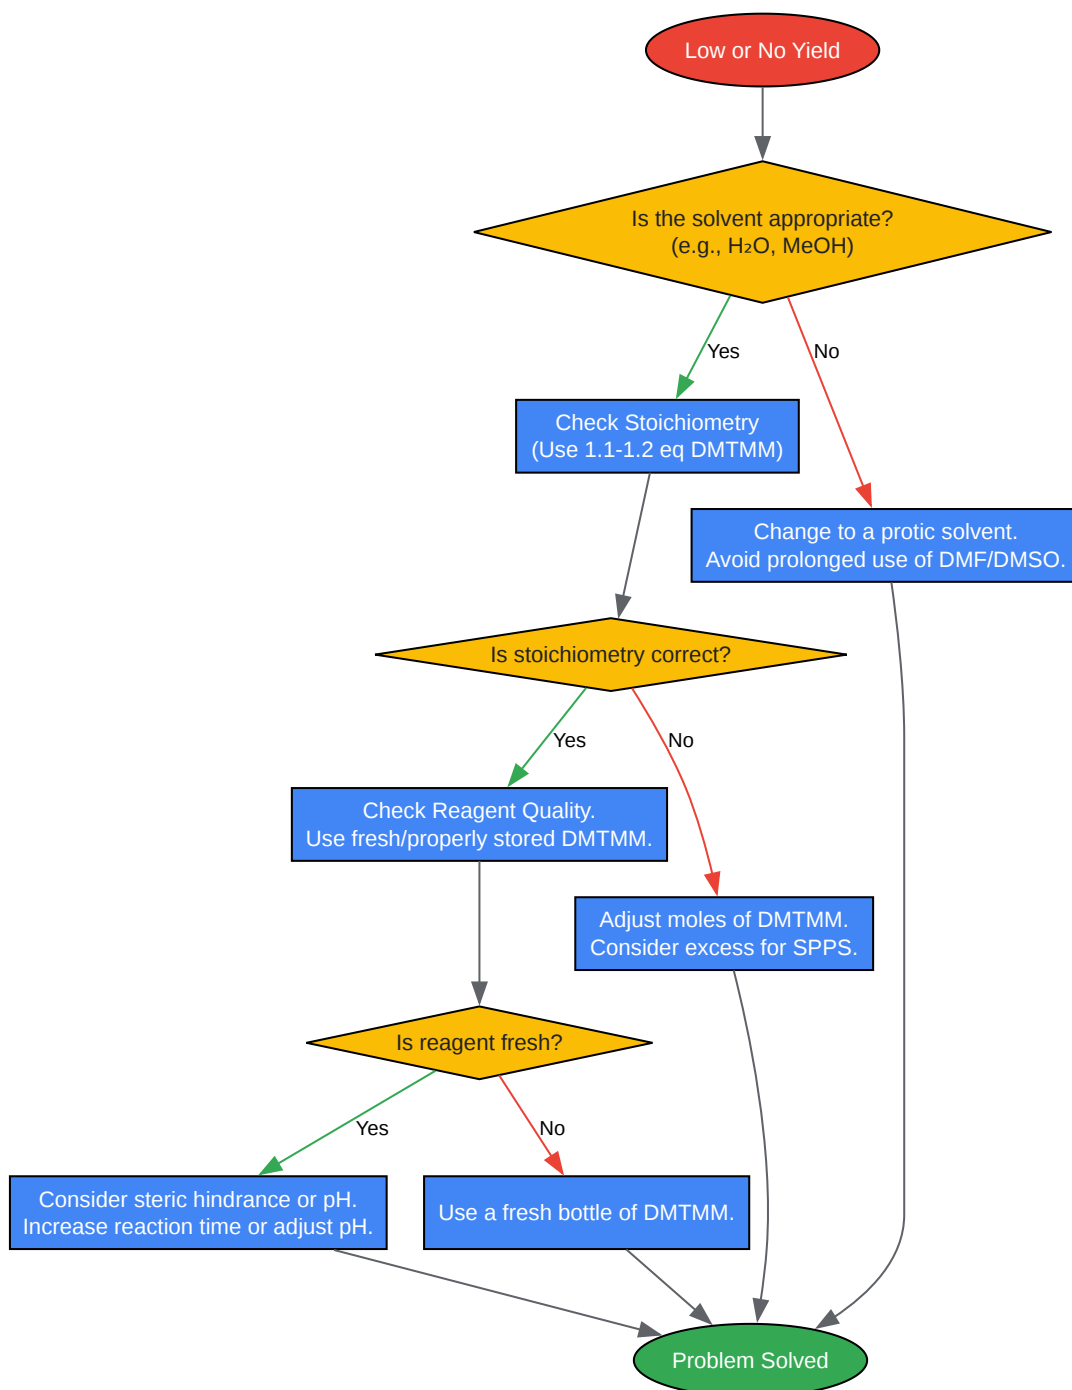 Low or No Yield
Is the solvent appropriate?
(e.g., H₂O, MeOH)
Yes
No
Check Stoichiometry
(Use 1.1-1.2 eq DMTMM)
Change to a protic solvent.
Avoid prolonged use of DMF/DMSO.
Is stoichiometry correct?
Yes
No
Check Reagent Quality.
Use fresh/properly stored DMTMM.
Adjust moles of DMTMM.
Consider excess for SPPS.
Is reagent fresh?
Yes
No
Consider steric hindrance or pH.
Increase reaction time or adjust pH.
Use a fresh bottle of DMTMM.
Problem Solved